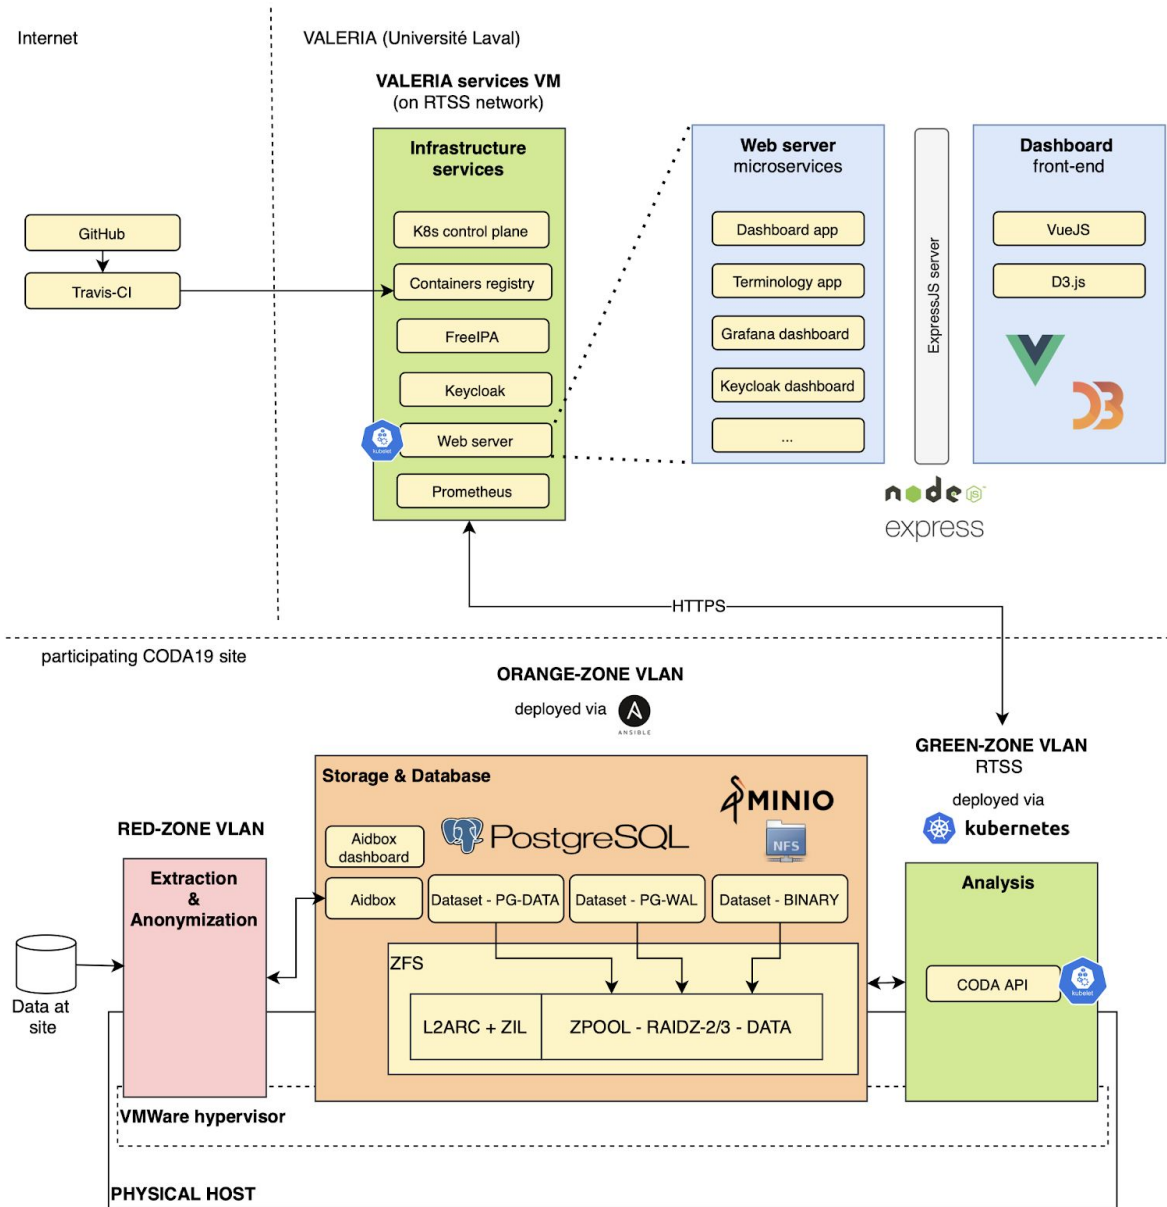 Internet
VALERIA (Université Laval)
VALERIA services VM
(on RTSS network)
Infrastructure
services
K8s control plane
Containers registry
FreeIPA
Keycloak
Web server
Prometheus
kubelet
GitHub
Travis-CI
Web server
microservices
Dashboard app
Terminology app
Grafana dashboard
Keycloak dashboard
...
ExpressJS server
Dashboard
front-end
VueJS
D3.js
D3
node JS
express
HTTPS
participating CODA19 site
ORANGE-ZONE VLAN
deployed via
A
ANSIBLE
GREEN-ZONE VLAN
RTSS
deployed via
kubernetes
RED-ZONE VLAN
Extraction
&
Anonymization
Data at
site
Storage & Database
MINIO
PostgreSQL
NFS
Aidbox
dashboard
Aidbox
Dataset - PG-DATA
Dataset - PG-WAL
Dataset - BINARY
ZFS
L2ARC + ZIL
ZPOOL - RAIDZ-2/3 - DATA
Analysis
CODA API
kubelet
VMWare hypervisor
PHYSICAL HOST